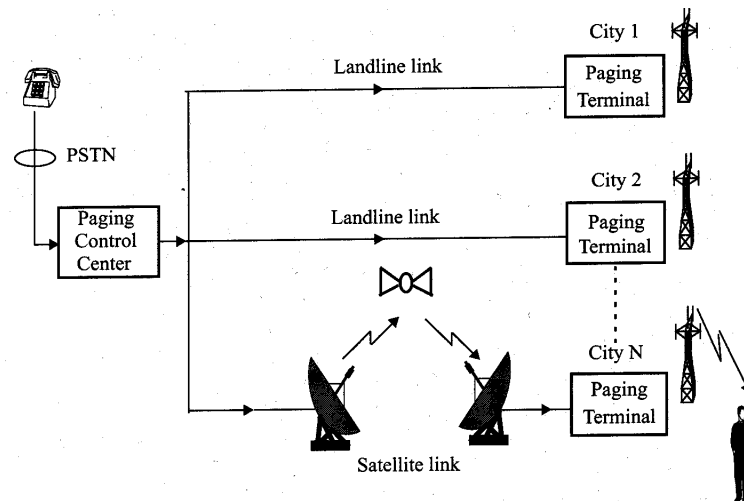 City 1
Landline link
Paging
Terminal
PSTN
City 2
Paging
Control
Center
Landline link
Paging
Terminal
City N
Paging
Terminal
Satellite link